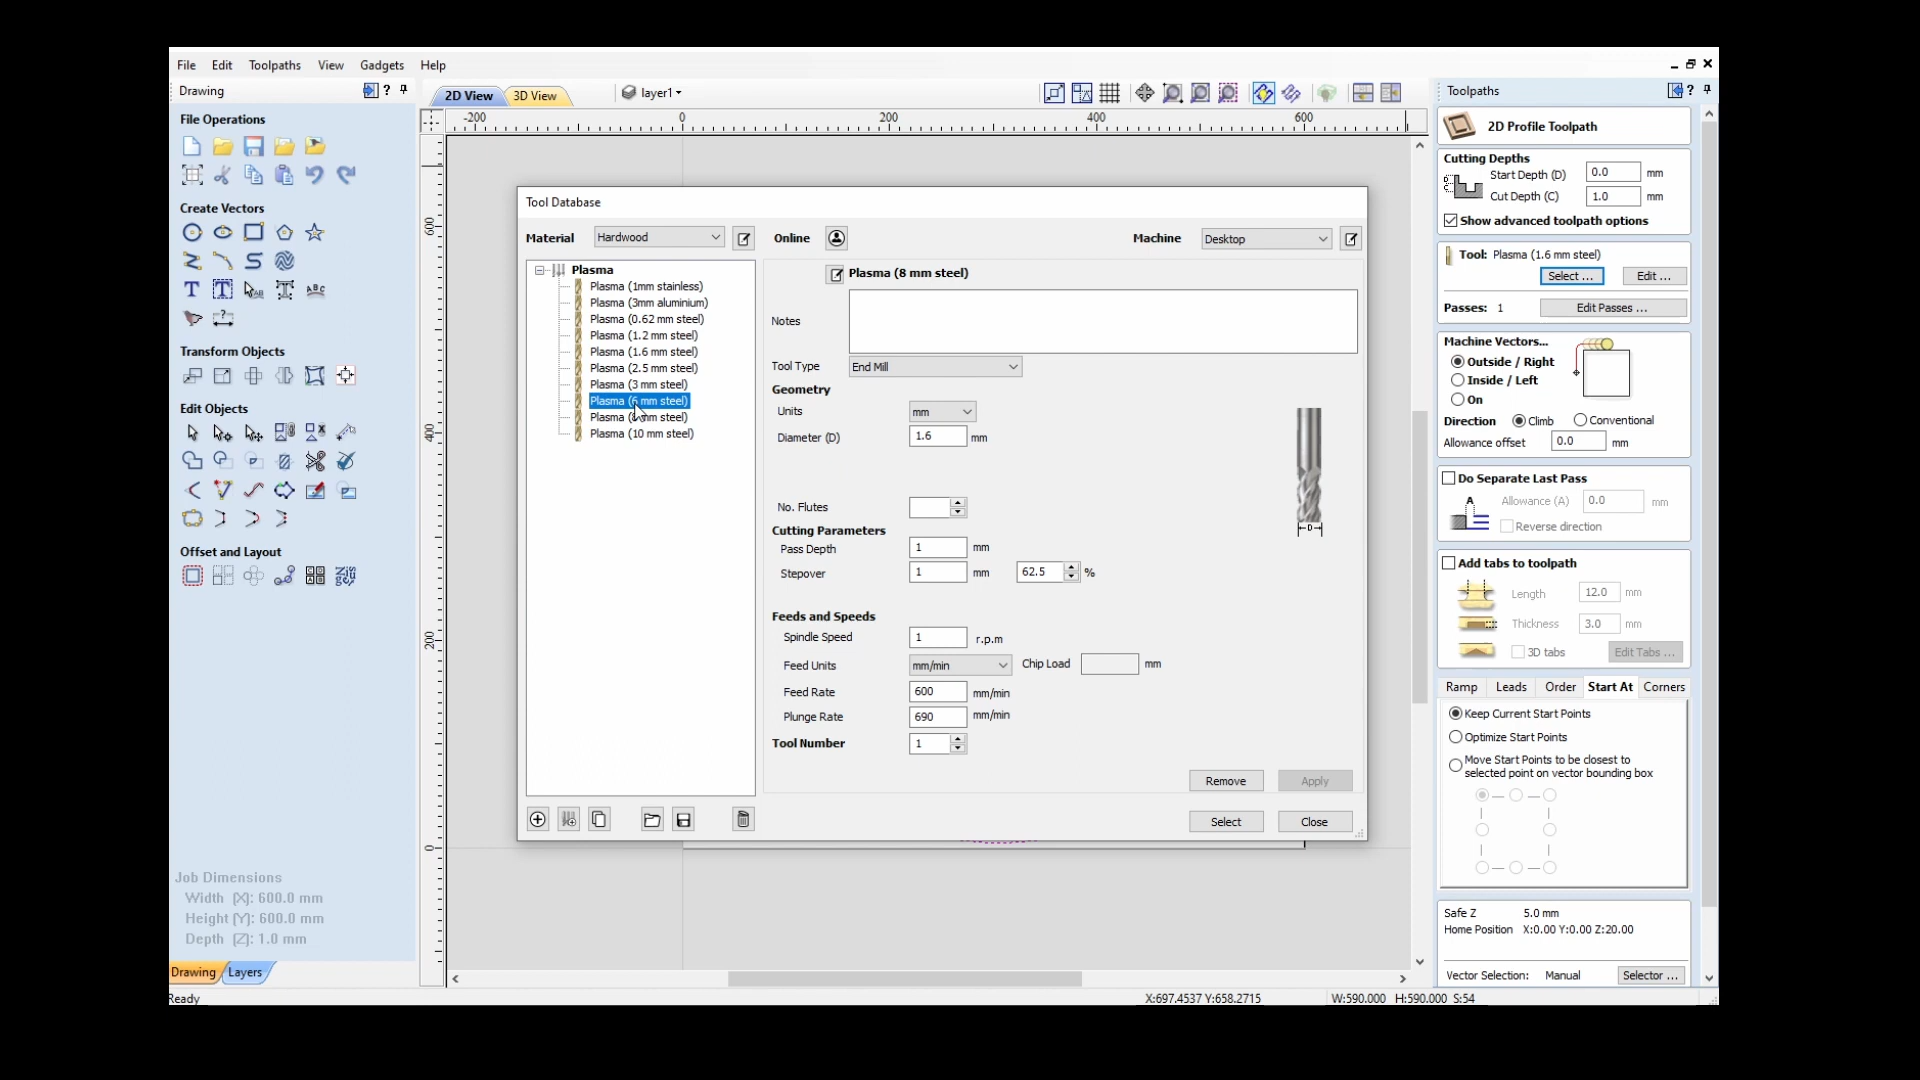 File Edit Toolpaths View Gadgets Help
Drawing ?
File Operations
Create Vectors
Transform Objects
Edit Objects
Offset and Layout
Job Dimensions
Width (X): 600.0 mm
Height (Y): 600.0 mm
Depth (Z): 1.0 mm
Drawing Layers
Ready
2D View 3D View layer1
-200 0 200 400 600
600
400
200
0
Tool Database
Material Hardwood Online Machine Desktop
Plasma
Plasma (1mm stainless)
Plasma (3mm aluminium)
Plasma (0.62 mm steel)
Plasma (1.2 mm steel)
Plasma (1.6 mm steel)
Plasma (2.5 mm steel)
Plasma (3 mm steel)
Plasma (6 mm steel)
Plasma (8 mm steel)
Plasma (10 mm steel)
Plasma (8 mm steel)
Notes
Tool Type End Mill
Geometry
Units mm
Diameter (D) 1.6 mm
D
No. Flutes
Cutting Parameters
Pass Depth 1 mm
Stepover 1 mm 62.5 %
Feeds and Speeds
Spindle Speed 1 r.p.m
Feed Units mm/min Chip Load mm
Feed Rate 600 mm/min
Plunge Rate 690 mm/min
Tool Number 1
Remove Apply
Select Close
X:697.4537 Y:658.2715 W:590.000 H:590.000 S:54
Toolpaths ?
2D Profile Toolpath
Cutting Depths
Start Depth (D) 0.0 mm
Cut Depth (C) 1.0 mm
Show advanced toolpath options
Tool: Plasma (1.6 mm steel)
Select ... Edit ...
Passes: 1 Edit Passes ...
Machine Vectors...
Outside / Right
Inside / Left
On
Direction Climb Conventional
Allowance offset 0.0 mm
Do Separate Last Pass
A Allowance (A) 0.0 mm
Reverse direction
Add tabs to toolpath
Length 12.0 mm
Thickness 3.0 mm
3D tabs Edit Tabs ...
Ramp Leads Order Start At Corners
Keep Current Start Points
Optimize Start Points
Move Start Points to be closest to
selected point on vector bounding box
Safe Z 5.0 mm
Home Position X:0.00 Y:0.00 Z:20.00
Vector Selection: Manual Selector ...